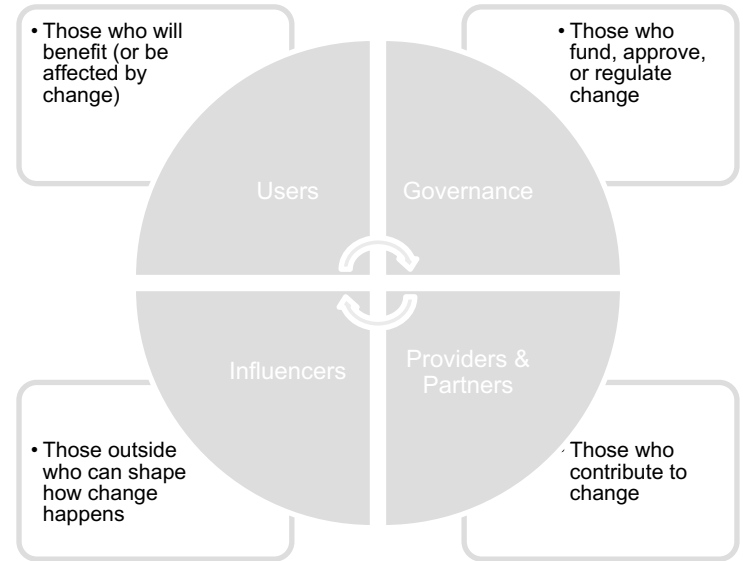 • Those who will
benefit (or be
affected by
change)
• Those who
fund, approve,
or regulate
change
Users
Governance
Influencers
Providers &
Partners
• Those outside
who can shape
how change
happens
• Those who
contribute to
change